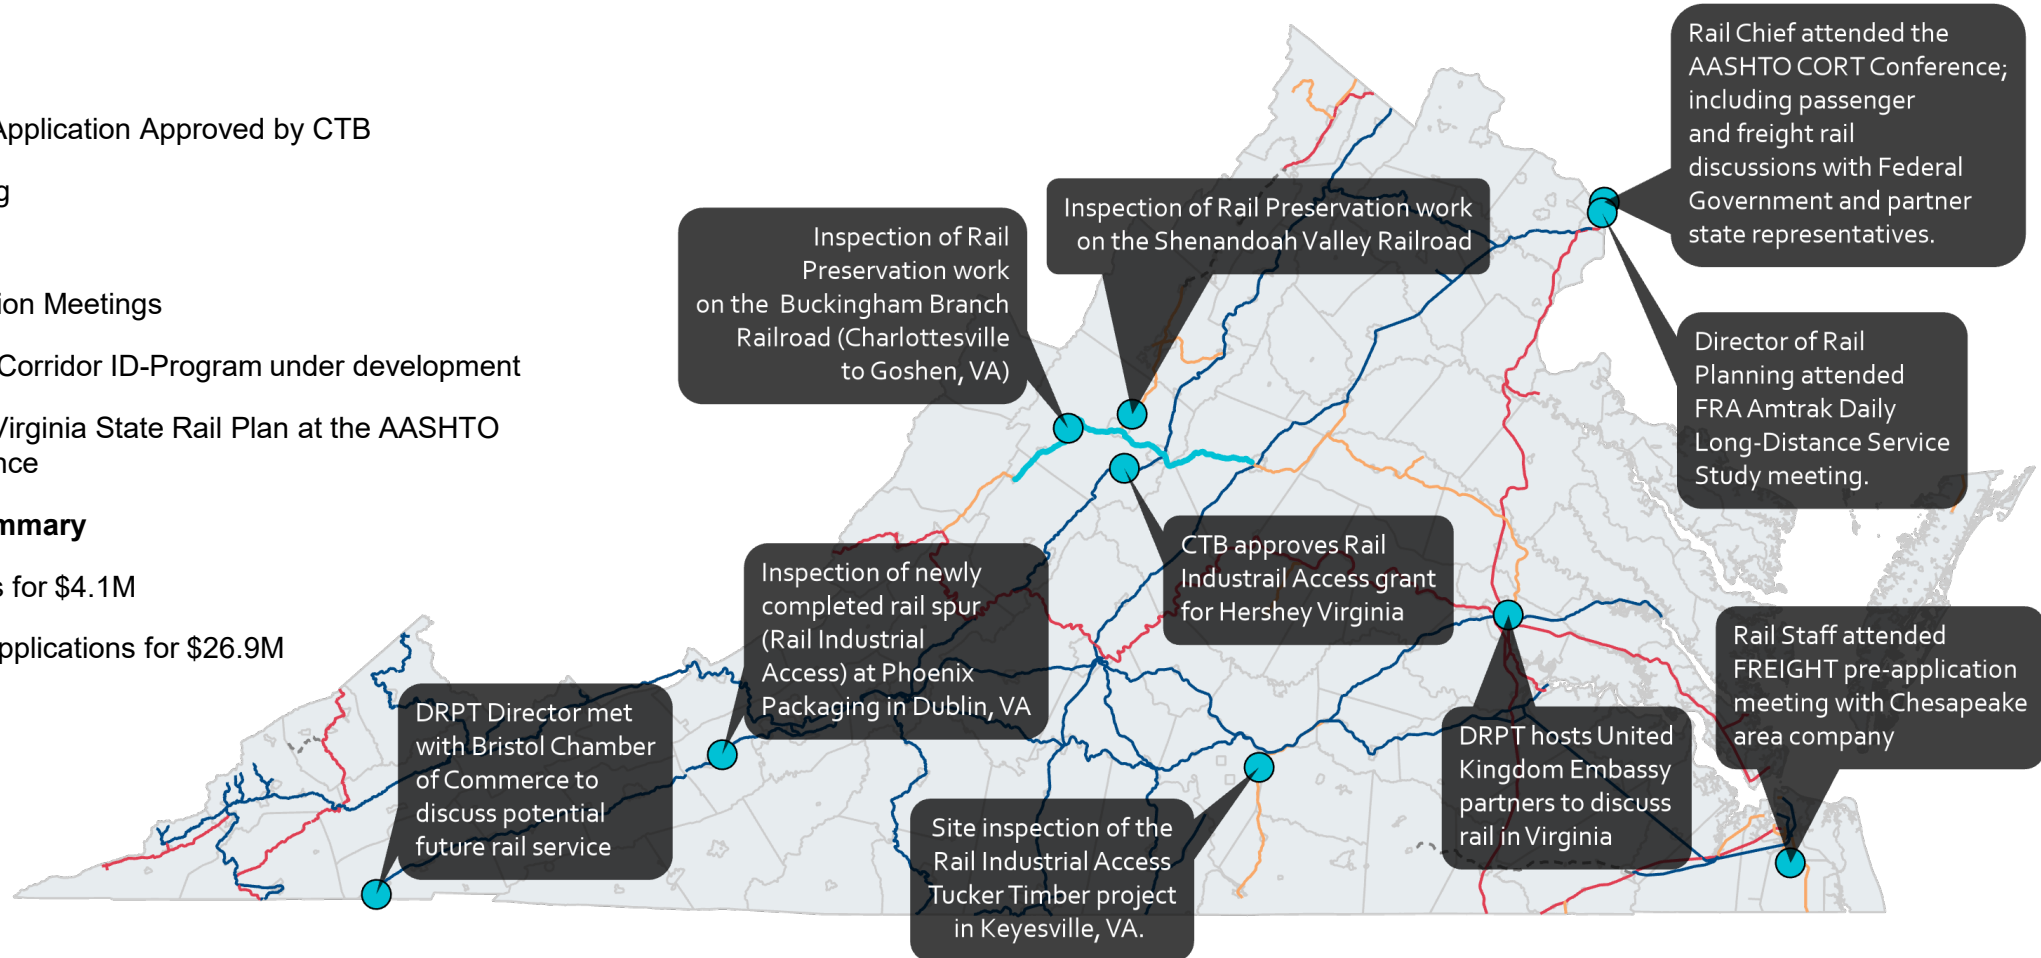 Application Approved by CTB
g
ion Meetings
Corridor ID-Program under development
Virginia State Rail Plan at the AASHTO
nce
mmary
s for $4.1M
pplications for $26.9M
Inspection of Rail
Preservation work
on the Buckingham Branch
Railroad (Charlottesville
to Goshen, VA)
Inspection of Rail Preservation work
on the Shenandoah Valley Railroad
Rail Chief attended the
AASHTO CORT Conference;
including passenger
and freight rail
discussions with Federal
Government and partner
state representatives.
Director of Rail
Planning attended
FRA Amtrak Daily
Long-Distance Service
Study meeting.
CTB approves Rail
Industrail Access grant
for Hershey Virginia
Inspection of newly
completed rail spur
(Rail Industrial
Access) at Phoenix
Packaging in Dublin, VA
DRPT Director met
with Bristol Chamber
of Commerce to
discuss potential
future rail service
Site inspection of the
Rail Industrial Access
Tucker Timber project
in Keyesville, VA.
DRPT hosts United
Kingdom Embassy
partners to discuss
rail in Virginia
Rail Staff attended
FREIGHT pre-application
meeting with Chesapeake
area company